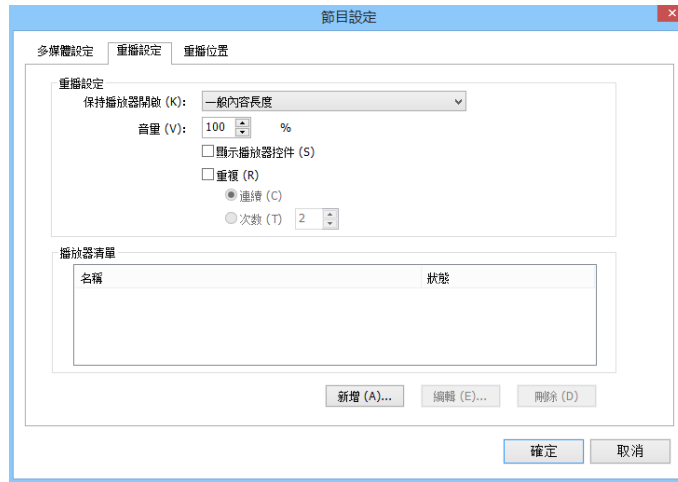 節目設定
多媒體設定 重播設定 重播位置
重播設定
保持播放器開啟 (K): 一般內容長度
音量 (V): 100 %
顯示播放器控件 (S)
重複 (R)
連續 (C)
次数 (T) 2
播放器清單
名稱 狀態
新增 (A)... 編輯 (E)... 刪除 (D)
確定 取消